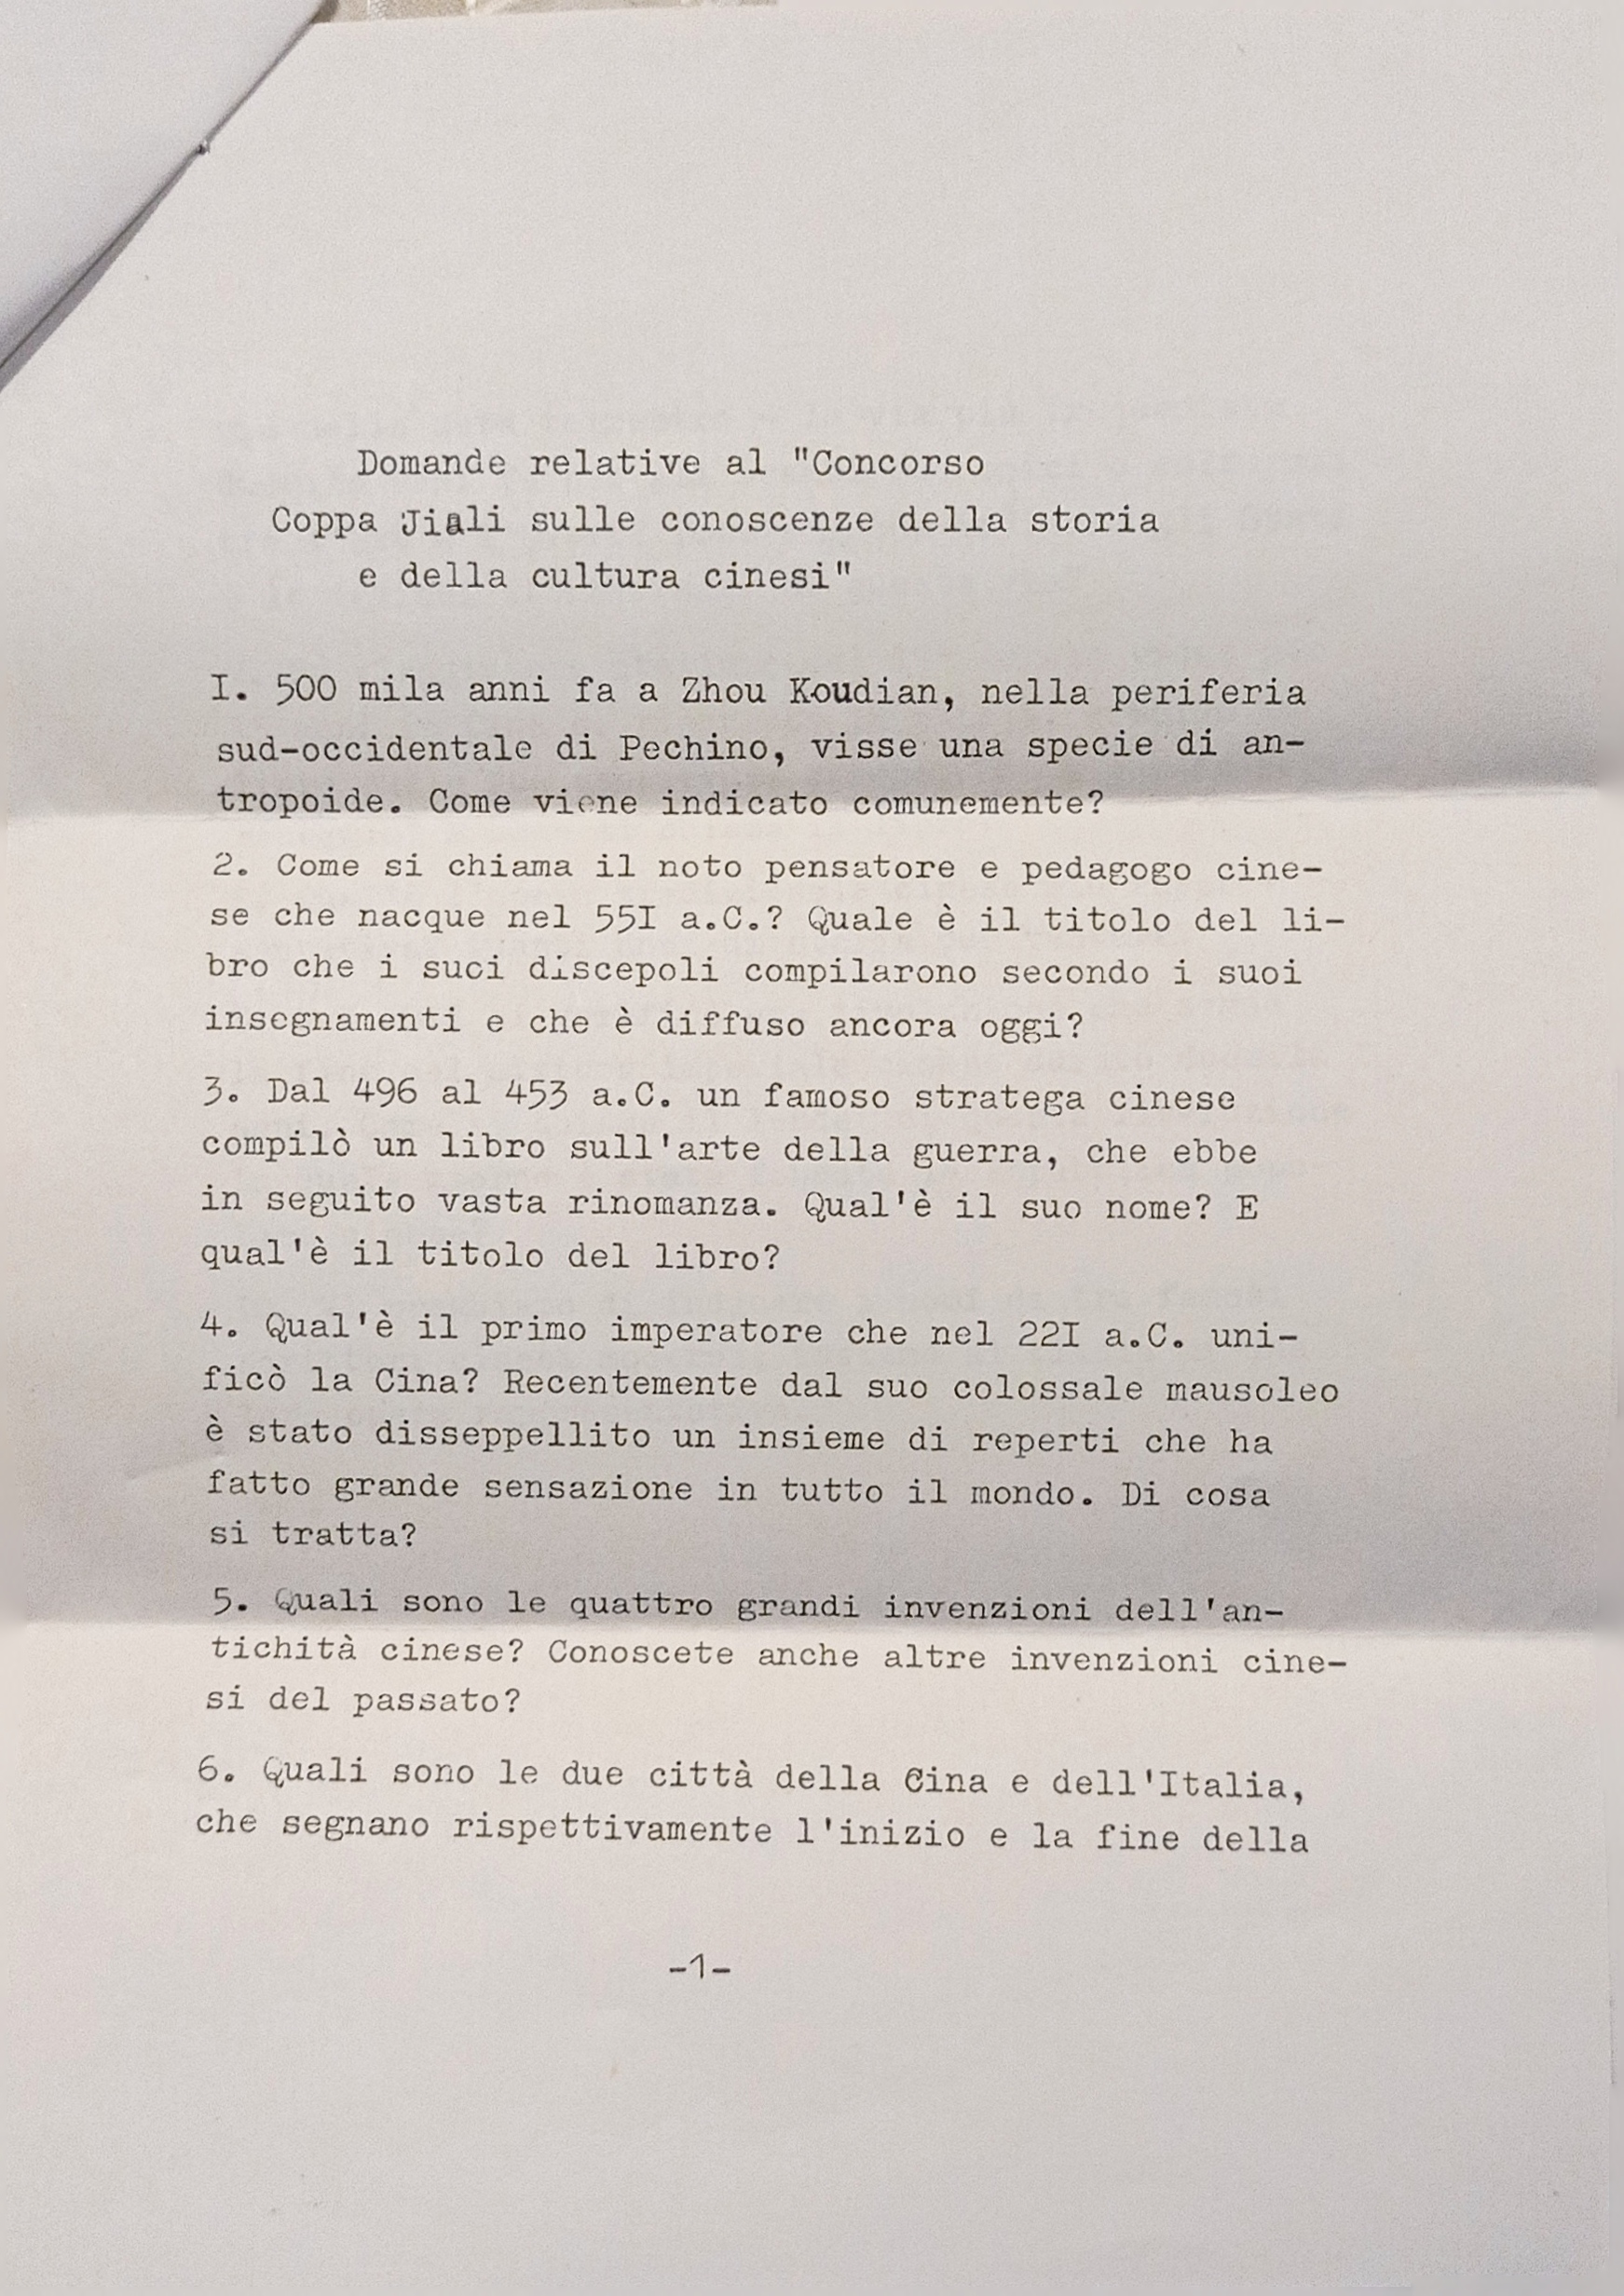 Domande relative al "Concorso
Coppa Jiali sulle conoscenze della storia
e della cultura cinesi"
I. 500 mila anni fa a Zhou Koudian, nella periferia
sud-occidentale di Pechino, visse una specie di an-
tropoide. Come viene indicato comunemente?
2. Come si chiama il noto pensatore e pedagogo cine-
se che nacque nel 55I a.C.? Quale è il titolo del li-
bro che i suoi discepoli compilarono secondo i suoi
insegnamenti e che è diffuso ancora oggi?
3. Dal 496 al 453 a.C. un famoso stratega cinese
compilò un libro sull'arte della guerra, che ebbe
in seguito vasta rinomanza. Qual'è il suo nome? E
qual'è il titolo del libro?
4. Qual'è il primo imperatore che nel 22I a.C. uni-
ficò la Cina? Recentemente dal suo colossale mausoleo
è stato disseppellito un insieme di reperti che ha
fatto grande sensazione in tutto il mondo. Di cosa
si tratta?
5. Quali sono le quattro grandi invenzioni dell'an-
tichità cinese? Conoscete anche altre invenzioni cine-
si del passato?
6. Quali sono le due città della Cina e dell'Italia,
che segnano rispettivamente l'inizio e la fine della
-1-